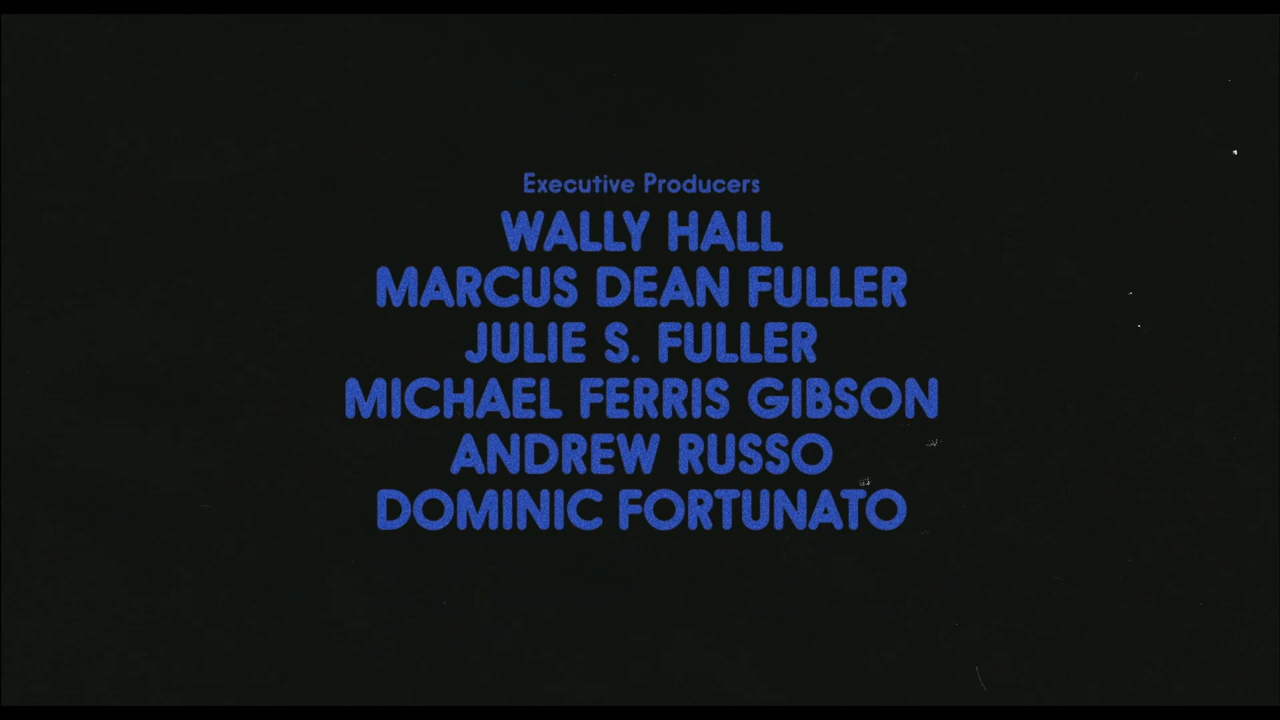 Executive Producers
WALLY HALL
MARCUS DEAN FULLER
JULIE S. FULLER
MICHAEL FERRIS GIBSON
ANDREW RUSSO
DOMINIC FORTUNATO